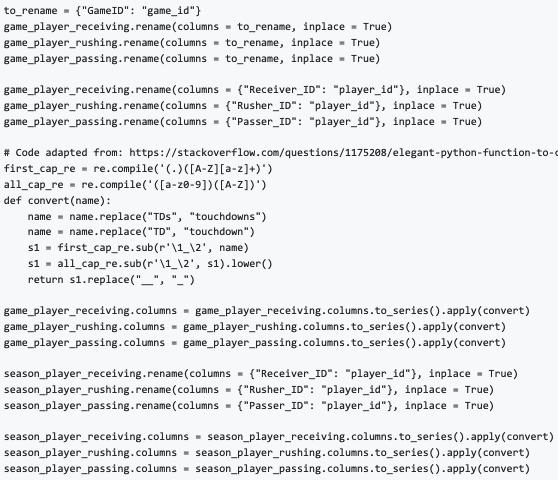 to_rename = {"GameID": "game_id"}
game_player_receiving.rename(columns = to_rename, inplace = True)
game_player_rushing.rename(columns = to_rename, inplace = True)
game_player_passing.rename(columns = to_rename, inplace = True)
game_player_receiving.rename(columns = {"Receiver_ID": "player_id"}, inplace = True)
game_player_rushing.rename(columns = {"Rusher_ID": "player_id"}, inplace = True)
game_player_passing.rename(columns = {"Passer_ID": "player_id"}, inplace = True)
# Code adapted from: https://stackoverflow.com/questions/1175208/elegant-python-function-to-c
first_cap_re = re.compile('(.)([A-Z][a-z]+)')
all_cap_re = re.compile('([a-z0-9])([A-Z])')
def convert(name):
    name = name.replace("TDs", "touchdowns")
    name = name.replace("TD", "touchdown")
    s1 = first_cap_re.sub(r'\1_\2', name)
    s1 = all_cap_re.sub(r'\1_\2', s1).lower()
    return s1.replace("__", "_")
game_player_receiving.columns = game_player_receiving.columns.to_series().apply(convert)
game_player_rushing.columns = game_player_rushing.columns.to_series().apply(convert)
game_player_passing.columns = game_player_passing.columns.to_series().apply(convert)
season_player_receiving.rename(columns = {"Receiver_ID": "player_id"}, inplace = True)
season_player_rushing.rename(columns = {"Rusher_ID": "player_id"}, inplace = True)
season_player_passing.rename(columns = {"Passer_ID": "player_id"}, inplace = True)
season_player_receiving.columns = season_player_receiving.columns.to_series().apply(convert)
season_player_rushing.columns = season_player_rushing.columns.to_series().apply(convert)
season_player_passing.columns = season_player_passing.columns.to_series().apply(convert)